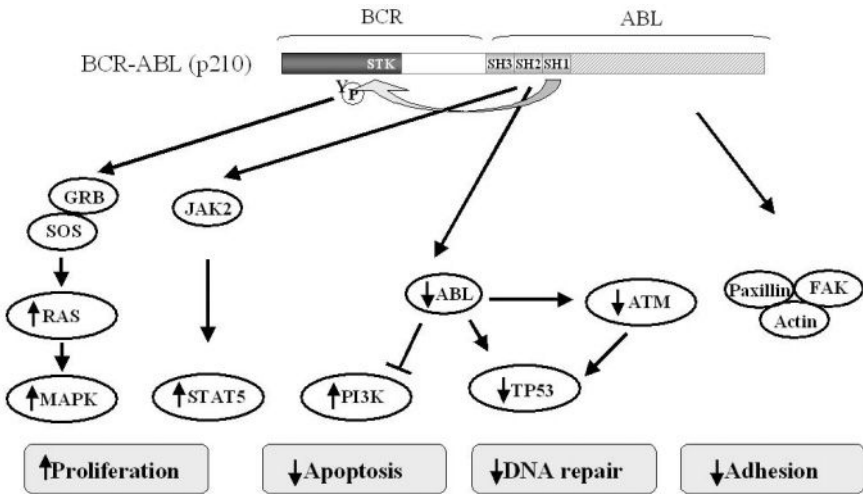 BCR ABL
BCR-ABL (p210) STK SH3 SH2 SH1
Y P
GRB
SOS
JAK2
RAS
MAPK
STAT5
ABL
ATM
PI3K
TP53
Paxillin FAK
Actin
Proliferation
Apoptosis
DNA repair
Adhesion